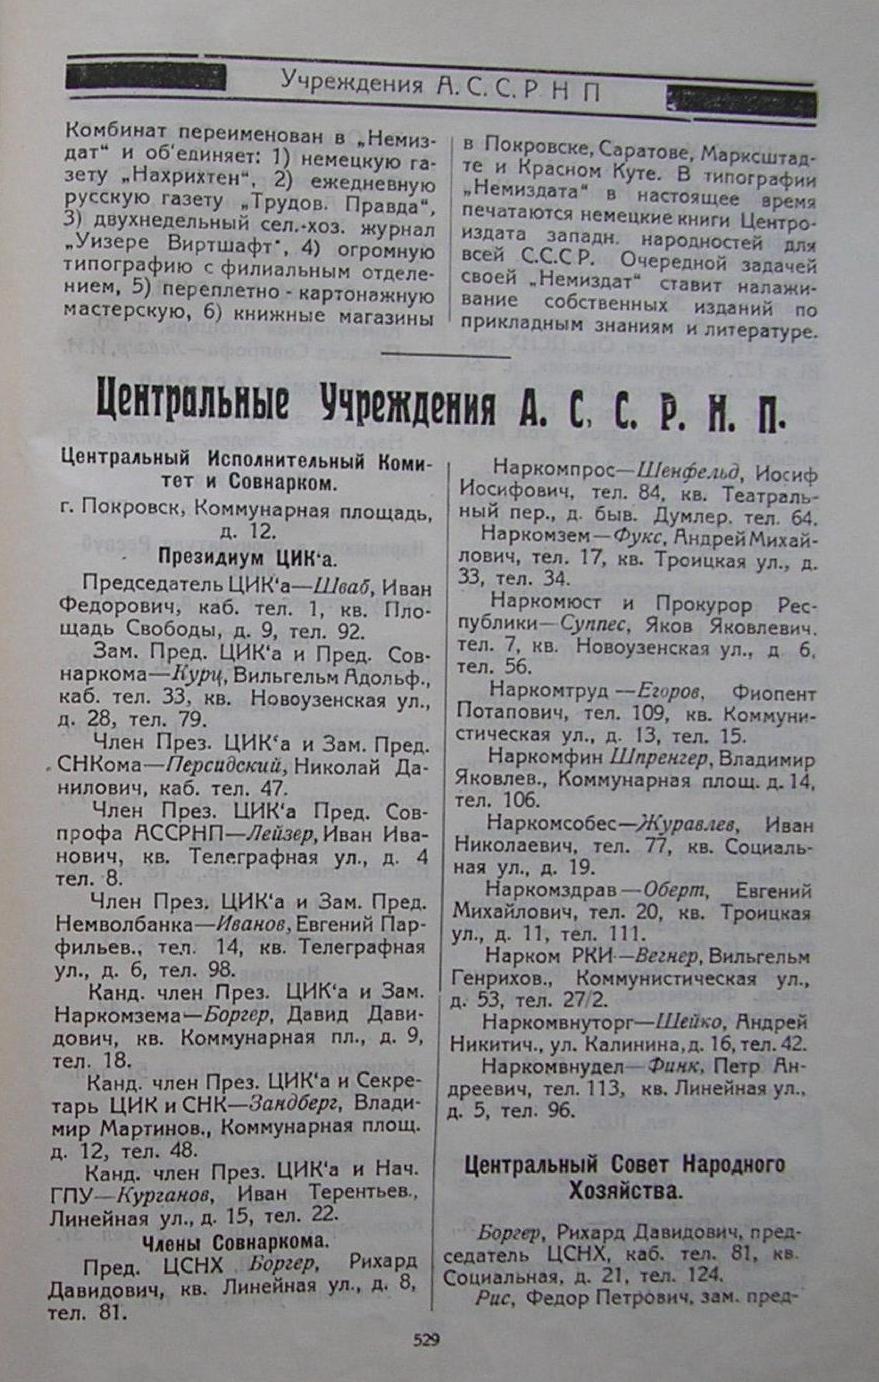 Учреждения А. С. С. Р Н П
Комбинат переименован в „Немиз-
дат“ и об'единяет: 1) немецкую га-
зету „Нахрихтен“, 2) ежедневную
русскую газету „Трудов. Правда“,
3) двухнедельный сел.-хоз. журнал
„Уизере Виртшафт“, 4) огромную
типографию с филиальным отделе-
нием, 5) переплетно-картонажную
мастерскую, 6) книжные магазины
в Покровске, Саратове, Марксштад-
те и Красном Куте. В типографии
„Немиздата“ в настоящее время
печатаются немецкие книги Центро-
издата западн. народностей для
всей С.С.С Р. Очередной задачей
своей „Немиздат“ ставит налажи-
вание собственных изданий по
прикладным знаниям и литературе.
Центральные Учреждения А. С. С. Р. Н. П.
Центральный Исполнительный Коми-
тет и Совнарком.
г. Покровск, Коммунарная площадь,
д. 12.
Президиум ЦИК'а.
Председатель ЦИК'а—Шваб, Иван
Федорович, каб. тел. 1, кв. Пло-
щадь Свободы, д. 9, тел. 92.
Зам. Пред. ЦИК'а и Пред. Сов-
наркома—Курц, Вильгельм Адольф.,
каб. тел. 33, кв. Новоузенская ул.,
д. 28, тел. 79.
Член През. ЦИК'а и Зам. Пред.
СНКома—Персидский, Николай Да-
нилович, каб. тел. 47.
Член През. ЦИК'а Пред. Сов-
профа АССРНП—Лейзер, Иван Ива-
нович, кв. Телеграфная ул., д. 4
тел. 8.
Член През. ЦИК'а и Зам. Пред.
Немволбанка—Иванов, Евгений Пар-
фильев., тел. 14, кв. Телеграфная
ул., д. 6, тел. 98.
Канд. член През. ЦИК'а и Зам.
Наркомзема—Боргер, Давид Дави-
дович, кв. Коммунарная пл., д. 9,
тел. 18.
Канд. член През. ЦИК'а и Секре-
тарь ЦИК и СНК—Зандберг, Влади-
мир Мартинов., Коммунарная площ.
д. 12, тел. 48.
Канд. член През. ЦИК'а и Нач.
ГПУ—Курганов, Иван Терентьев.,
Линейная ул., д. 15, тел. 22.
Члены Совнаркома.
Пред. ЦСНХ Боргер, Рихард
Давидович, кв. Линейная ул., д. 8,
тел. 81.
Наркомпрос—Шенфельд, Иосиф
Иосифович, тел. 84, кв. Театраль-
ный пер., д. быв. Думлер. тел. 64.
Наркомзем—Фукс, Андрей Михай-
лович, тел. 17, кв. Троицкая ул., д.
33, тел. 34.
Наркомюст и Прокурор Рес-
публики—Суппес, Яков Яковлевич.
тел. 7, кв. Новоузенская ул., д 6,
тел. 56.
Наркомтруд—Егоров, Фиопент
Потапович, тел. 109, кв. Коммуни-
стическая ул., д. 13, тел. 15.
Наркомфин Шпренгер, Владимир
Яковлев., Коммунарная площ. д. 14,
тел. 106.
Наркомсобес—Журавлев, Иван
Николаевич, тел. 77, кв. Социаль-
ная ул., д. 19.
Наркомздрав—Оберт, Евгений
Михайлович, тел. 20, кв. Троицкая
ул., д. 11, тел. 111.
Нарком РКИ—Вегнер, Вильгельм
Генрихов., Коммунистическая ул.,
д. 53, тел. 27/2.
Наркомвнуторг—Шейко, Андрей
Никитич., ул. Калинина, д. 16, тел. 42.
Наркомвнудел—Финк, Петр Ан-
дреевич, тел. 113, кв. Линейная ул.,
д. 5, тел. 96.
Центральный Совет Народного
Хозяйства.
Боргер, Рихард Давидович, пред-
седатель ЦСНХ, каб. тел. 81, кв.
Социальная, д. 21, тел. 124.
Рис, Федор Петрович, зам. пред-
529